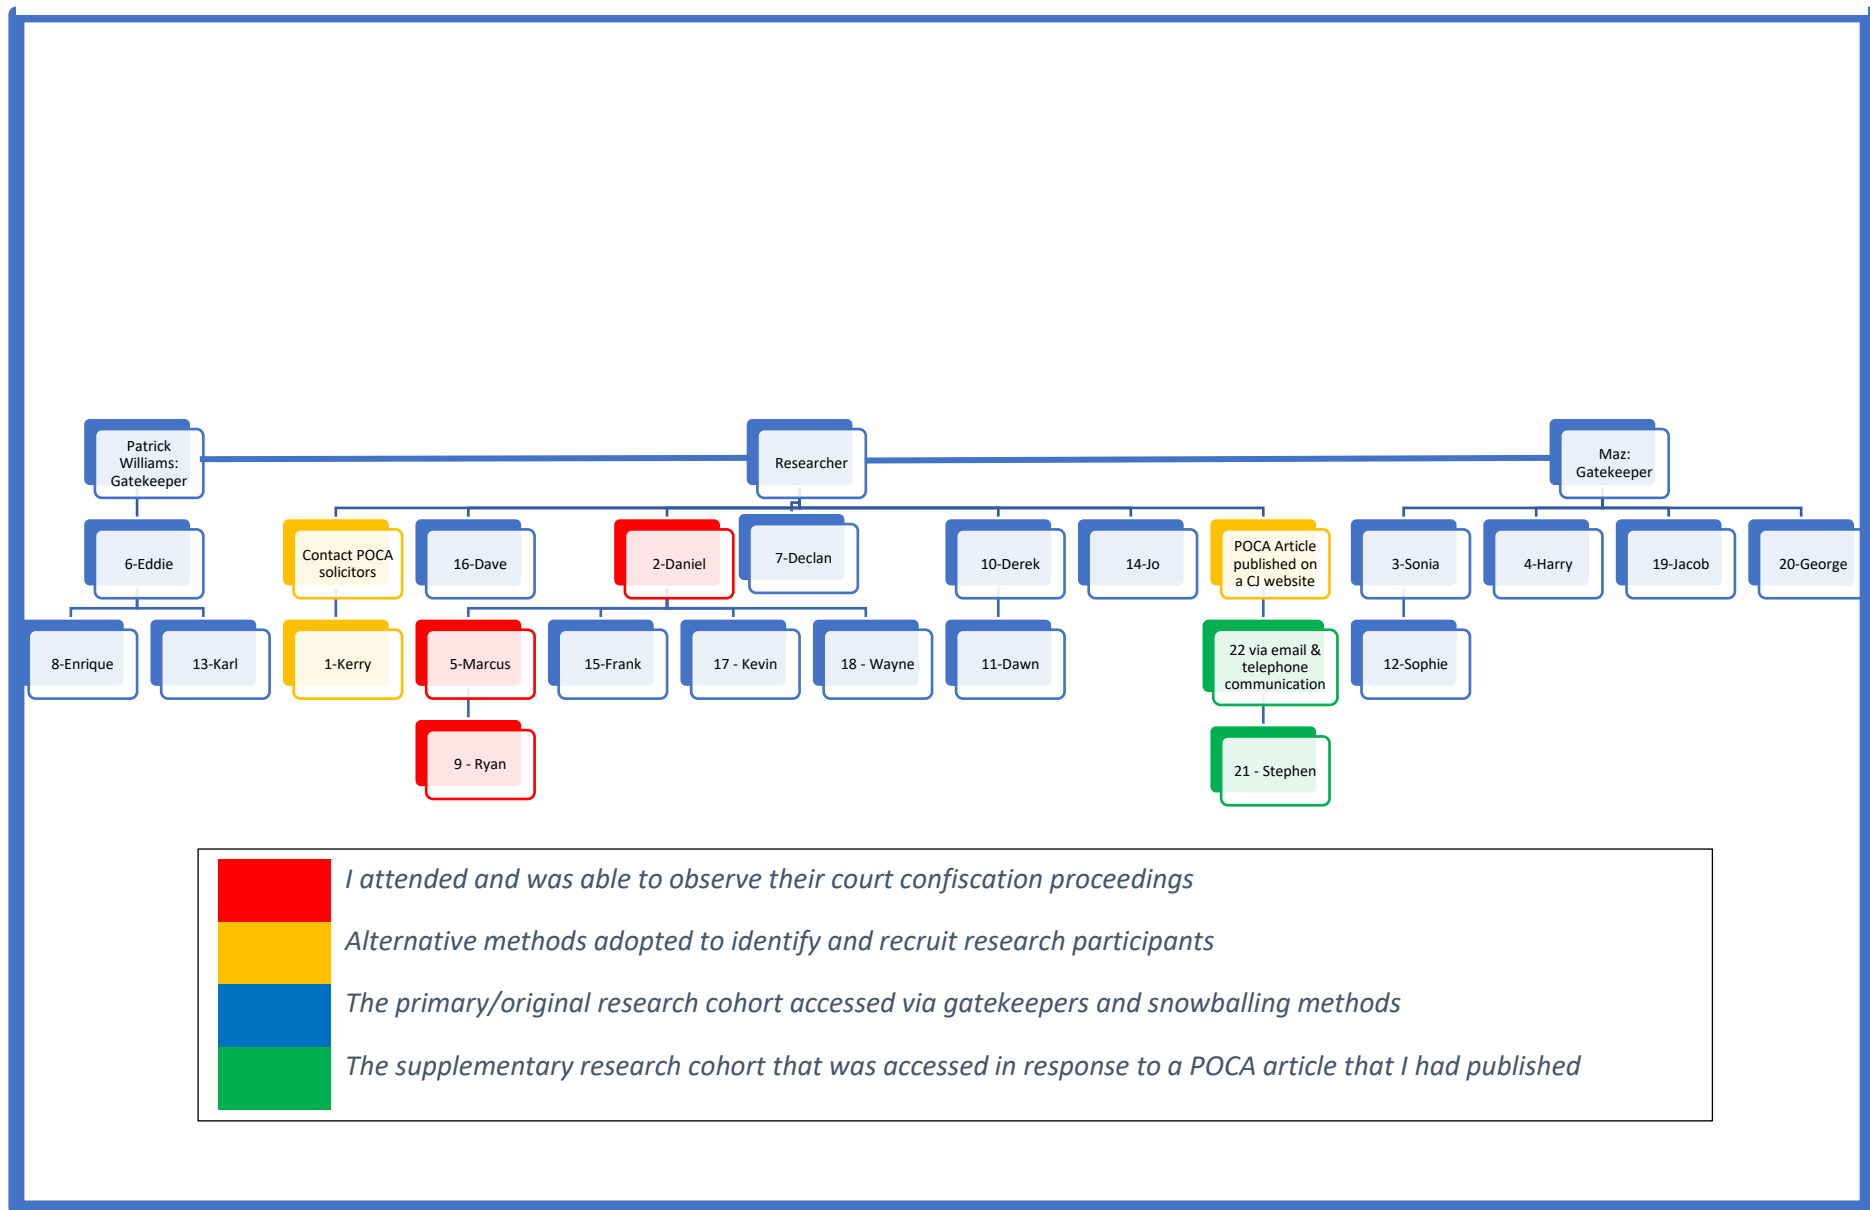 Patrick
Williams:
Gatekeeper
Researcher
Maz:
Gatekeeper
6-Eddie
Contact POCA
solicitors
16-Dave
2-Daniel
7-Declan
10-Derek
14-Jo
POCA Article
published on
a CJ website
3-Sonia
4-Harry
19-Jacob
20-George
8-Enrique
13-Karl
1-Kerry
5-Marcus
15-Frank
17 - Kevin
18 - Wayne
11-Dawn
22 via email &
telephone
communication
12-Sophie
9 - Ryan
21 - Stephen
I attended and was able to observe their court confiscation proceedings
Alternative methods adopted to identify and recruit research participants
The primary/original research cohort accessed via gatekeepers and snowballing methods
The supplementary research cohort that was accessed in response to a POCA article that I had published